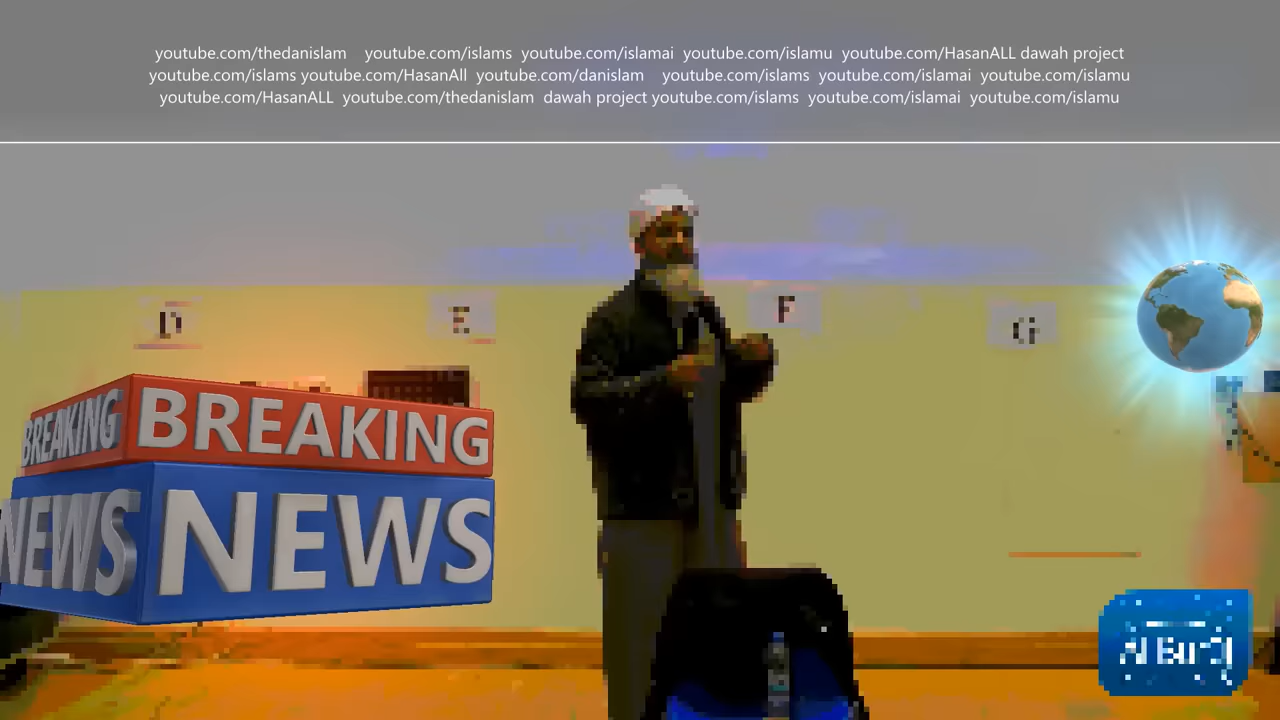 youtube.com/thedanislam youtube.com/islams youtube.com/islamai youtube.com/islamu youtube.com/HasanALL dawah project
youtube.com/islams youtube.com/HasanAll youtube.com/danislam youtube.com/islams youtube.com/islamai youtube.com/islamu
youtube.com/HasanALL youtube.com/thedanislam dawah project youtube.com/islams youtube.com/islamai youtube.com/islamu
D E F G
BREAKING BREAKING
NEWS NEWS